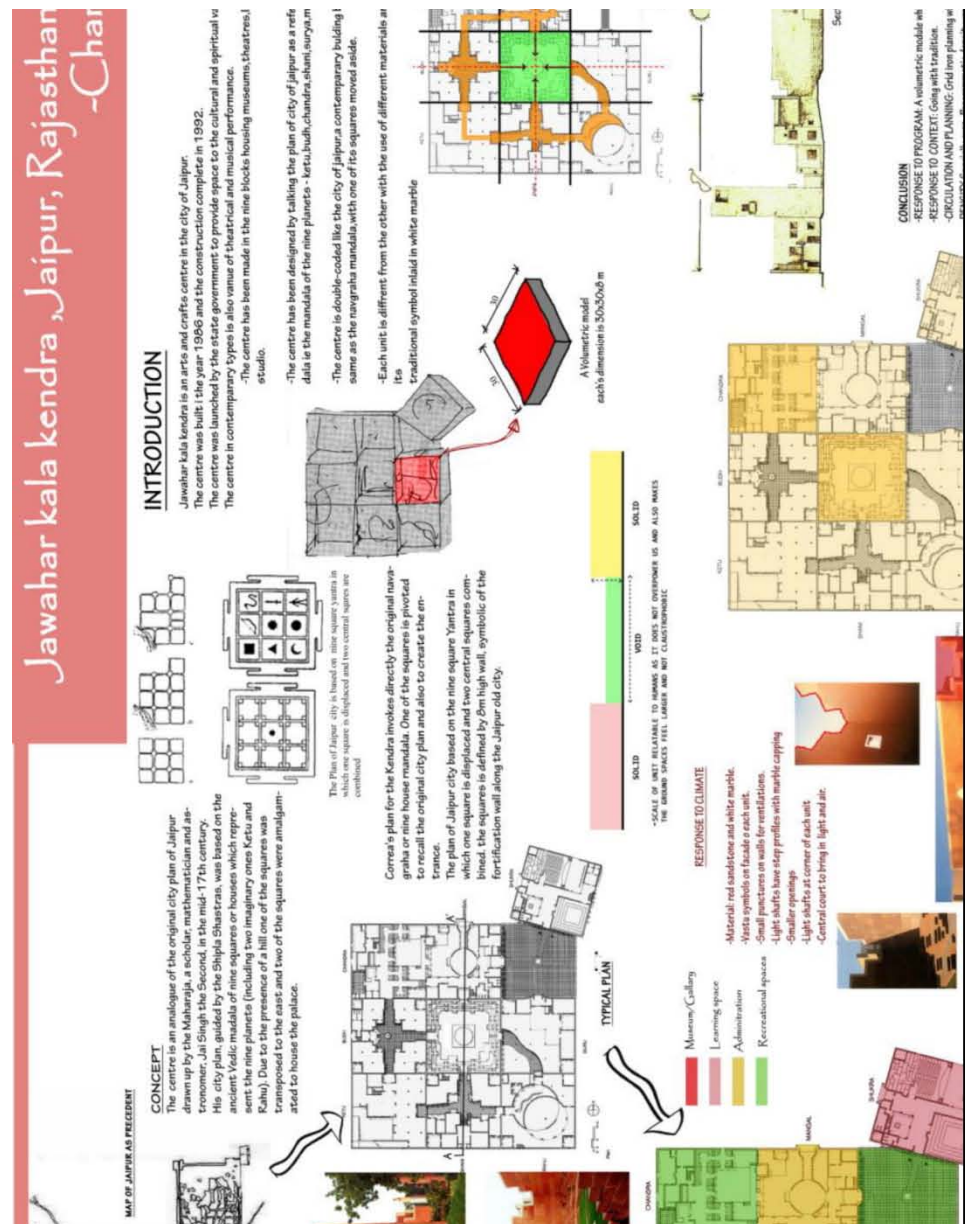 Jawahar kala kendra ,Jaipur, Rajasthan
-Char
MAP OF JAIPUR AS PRECEDENT
CONCEPT
The centre is an analogue of the original city plan of Jaipur
drawn up by the Maharaja, a scholar, mathematician and as-
tronomer, Jai Singh the Second, in the mid-17th century.
His city plan, guided by the Shipla Shastras, was based on the
ancient Vedic madala of nine squares or houses which repre-
sent the nine planets (including two imaginary ones Ketu and
Rahu). Due to the presence of a hill one of the squares was
transposed to the east and two of the squares were amalgam-
ated to house the palace.
a
b
c
The Plan of Jaipur city is based on nine square yantra in
which one square is displaced and two central sqares are
combined
Correa's plan for the Kendra invokes directly the original nava-
graha or nine house mandala. One of the squares is pivoted
to recall the original city plan and also to create the en-
trance.
The plan of Jaipur city based on the nine square Yantra in
which one square is displaced and two central squares com-
bined. the squares is defined by 8m high wall, symbolic of the
fortification wall along the Jaipur old city.
INTRODUCTION
Jawahar kala kendra is an arts and crafts centre in the city of Jaipur.
The centre was built i the year 1986 and the construction complete in 1992.
The centre was launched by the state government to provide space to the cultural and spiritual va
The centre in contemparary types is also vanue of theatrical and musical performance.
-The centre has been made in the nine blocks housing museums,theatres,l
studio.
-The centre has been designed by talking the plan of city of jaipur as a refe
dala ie the mandala of the nine planets - ketu,budh,chandra,shani,surya,m
-The centre is double-coded like the city of jaipur,a contemparary bulding b
same as the navgraha mandala,with one of its squares moved aside.
-Each unit is diffrent from the other with the use of different materials an
its
traditional symbol inlaid in white marble
30
30
A Volumetric model
each's dimension is 30x30x8 m
SOLID
VOID
SOLID
-SCALE OF UNIT RELATABLE TO HUMANS AS IT DOES NOT OVERPOWER US AND ALSO MAKES
THE GROUND SPACES FEEL LARGER AND NOT CLAUSTROPHOBIC
KETU
BUDH
CHANDRA
A
A'
SHUKRA
GURU
TYPICAL PLAN
BUDH
KETU
GURU
Sec
Museum/Gallary
Learning space
Adminitration
Recreational spaces
RESPONSE TO CLIMATE
-Material: red sandstone and white marble.
-Vastu symbols on facade o each unit.
-Small punctures on walls for ventilations.
-Light shafts have step profiles with marble capping
-Smaller openings
-Light shafts at corner of each unit
-Central court to bring in light and air.
KETU
BUDH
CHANDRA
MANGAL
SHUKRA
CHANDRA
MANGAL
SHUKRA
CONCLUSION
-RESPONSE TO PROGRAM: A volumetric module wh
-RESPONSE TO CONTEXT: Going with tradition.
-CIRCULATION AND PLANNING: Grid iron planning wi